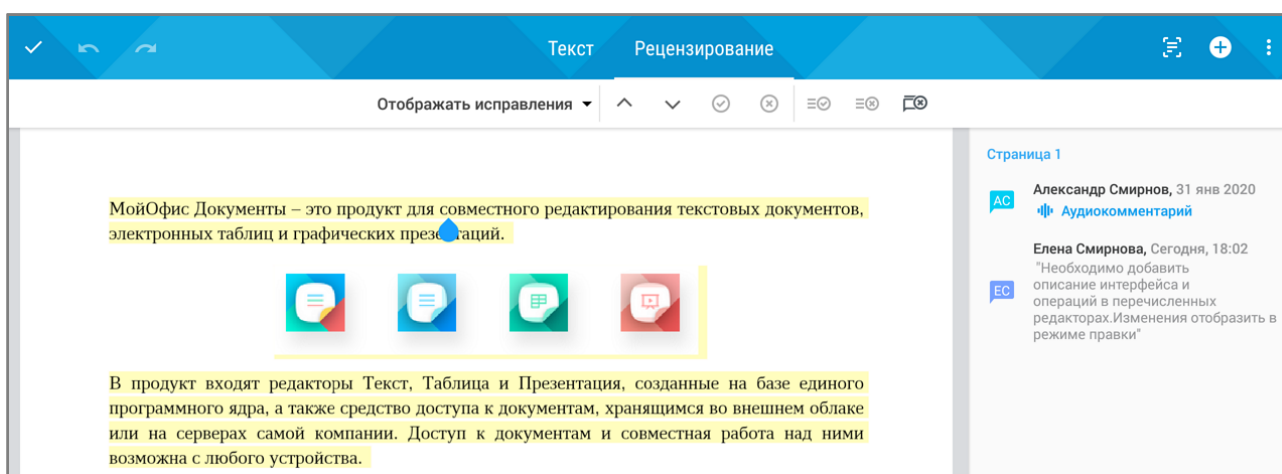 Текст Рецензирование
Отображать исправления
Страница 1
МойОфис Документы – это продукт для совместного редактирования текстовых документов,
электронных таблиц и графических презентаций.
В продукт входят редакторы Текст, Таблица и Презентация, созданные на базе единого
программного ядра, а также средство доступа к документам, хранящимся во внешнем облаке
или на серверах самой компании. Доступ к документам и совместная работа над ними
возможна с любого устройства.
АС
Александр Смирнов, 31 янв 2020
Аудиокомментарий
ЕС
Елена Смирнова, Сегодня, 18:02
"Необходимо добавить
описание интерфейса и
операций в перечисленных
редакторах.Изменения отобразить в
режиме правки"